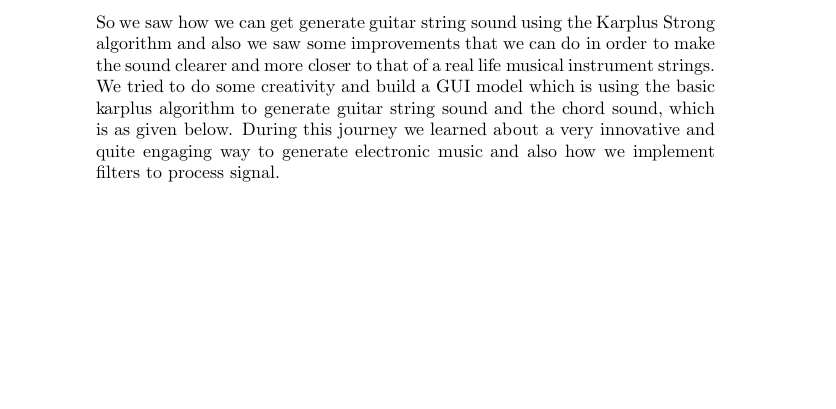 So we saw how we can get generate guitar string sound using the Karplus Strong
algorithm and also we saw some improvements that we can do in order to make
the sound clearer and more closer to that of a real life musical instrument strings.
We tried to do some creativity and build a GUI model which is using the basic
karplus algorithm to generate guitar string sound and the chord sound, which
is as given below. During this journey we learned about a very innovative and
quite engaging way to generate electronic music and also how we implement
filters to process signal.